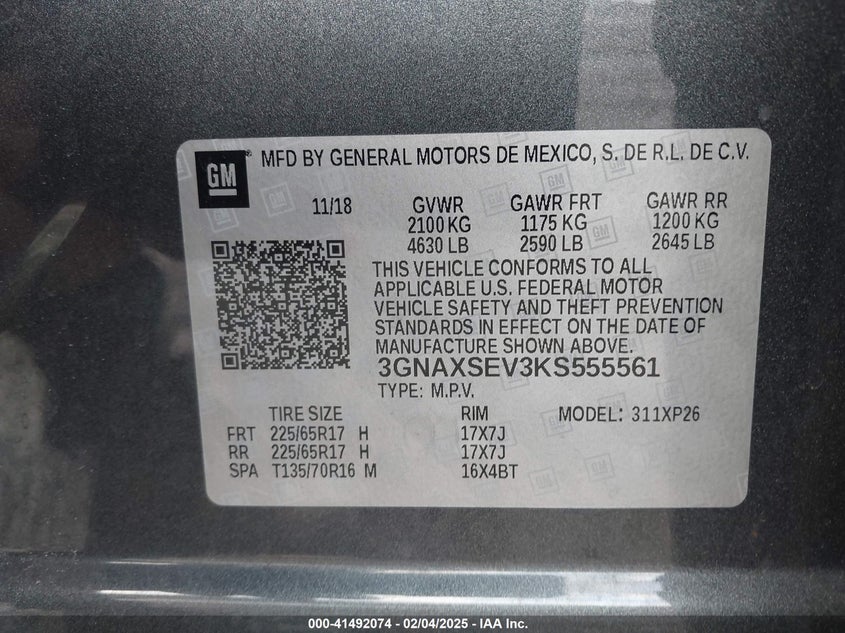 GM
MFD BY GENERAL MOTORS DE MEXICO, S. DE R.L. DE C.V.
11/18 GVWR GAWR FRT GAWR RR
2100 KG 1175 KG 1200 KG
4630 LB 2590 LB 2645 LB
THIS VEHICLE CONFORMS TO ALL
APPLICABLE U.S. FEDERAL MOTOR
VEHICLE SAFETY AND THEFT PREVENTION
STANDARDS IN EFFECT ON THE DATE OF
MANUFACTURE SHOWN ABOVE.
3GNAXSEV3KS555561
TYPE: M.P.V.
TIRE SIZE RIM MODEL: 311XP26
FRT 225/65R17 H 17X7J
RR 225/65R17 H 17X7J
SPA T135/70R16 M 16X4BT
000-41492074 - 02/04/2025 - IAA Inc.